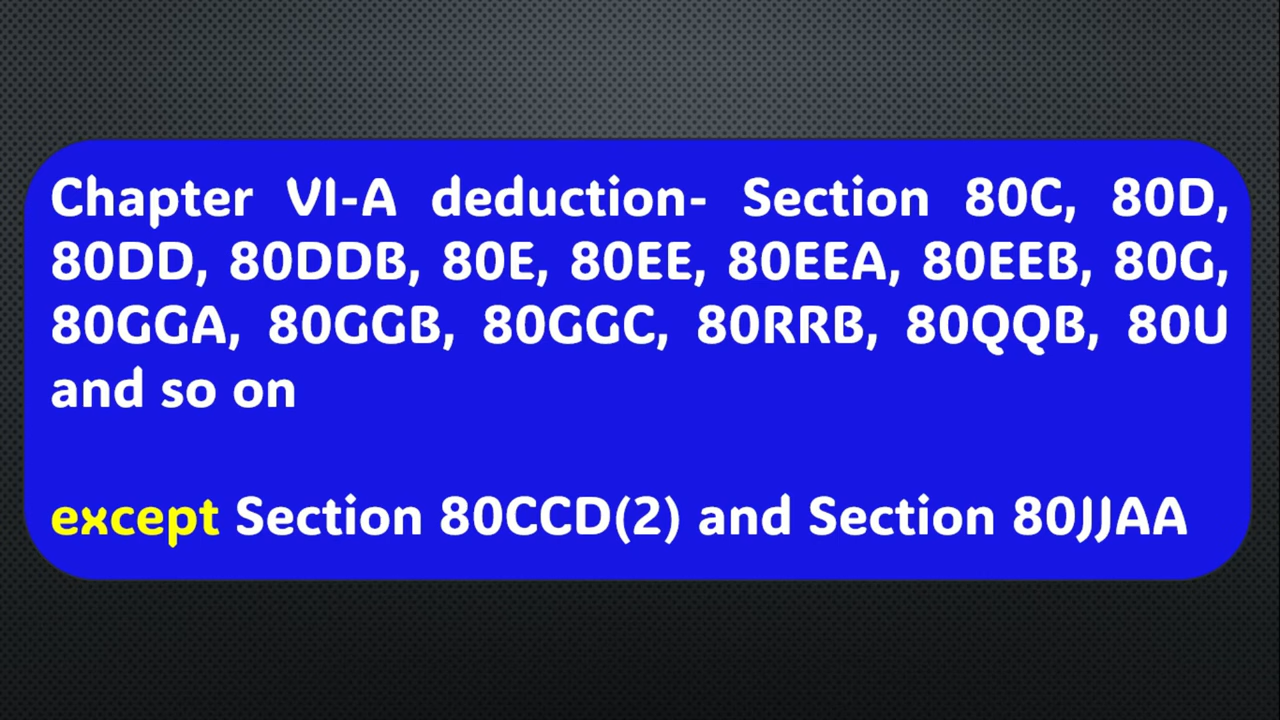 Chapter VI-A deduction- Section 80C, 80D,
80DD, 80DDB, 80E, 80EE, 80EEA, 80EEB, 80G,
80GGA, 80GGB, 80GGC, 80RRB, 80QQB, 80U
and so on
except Section 80CCD(2) and Section 80JJAA